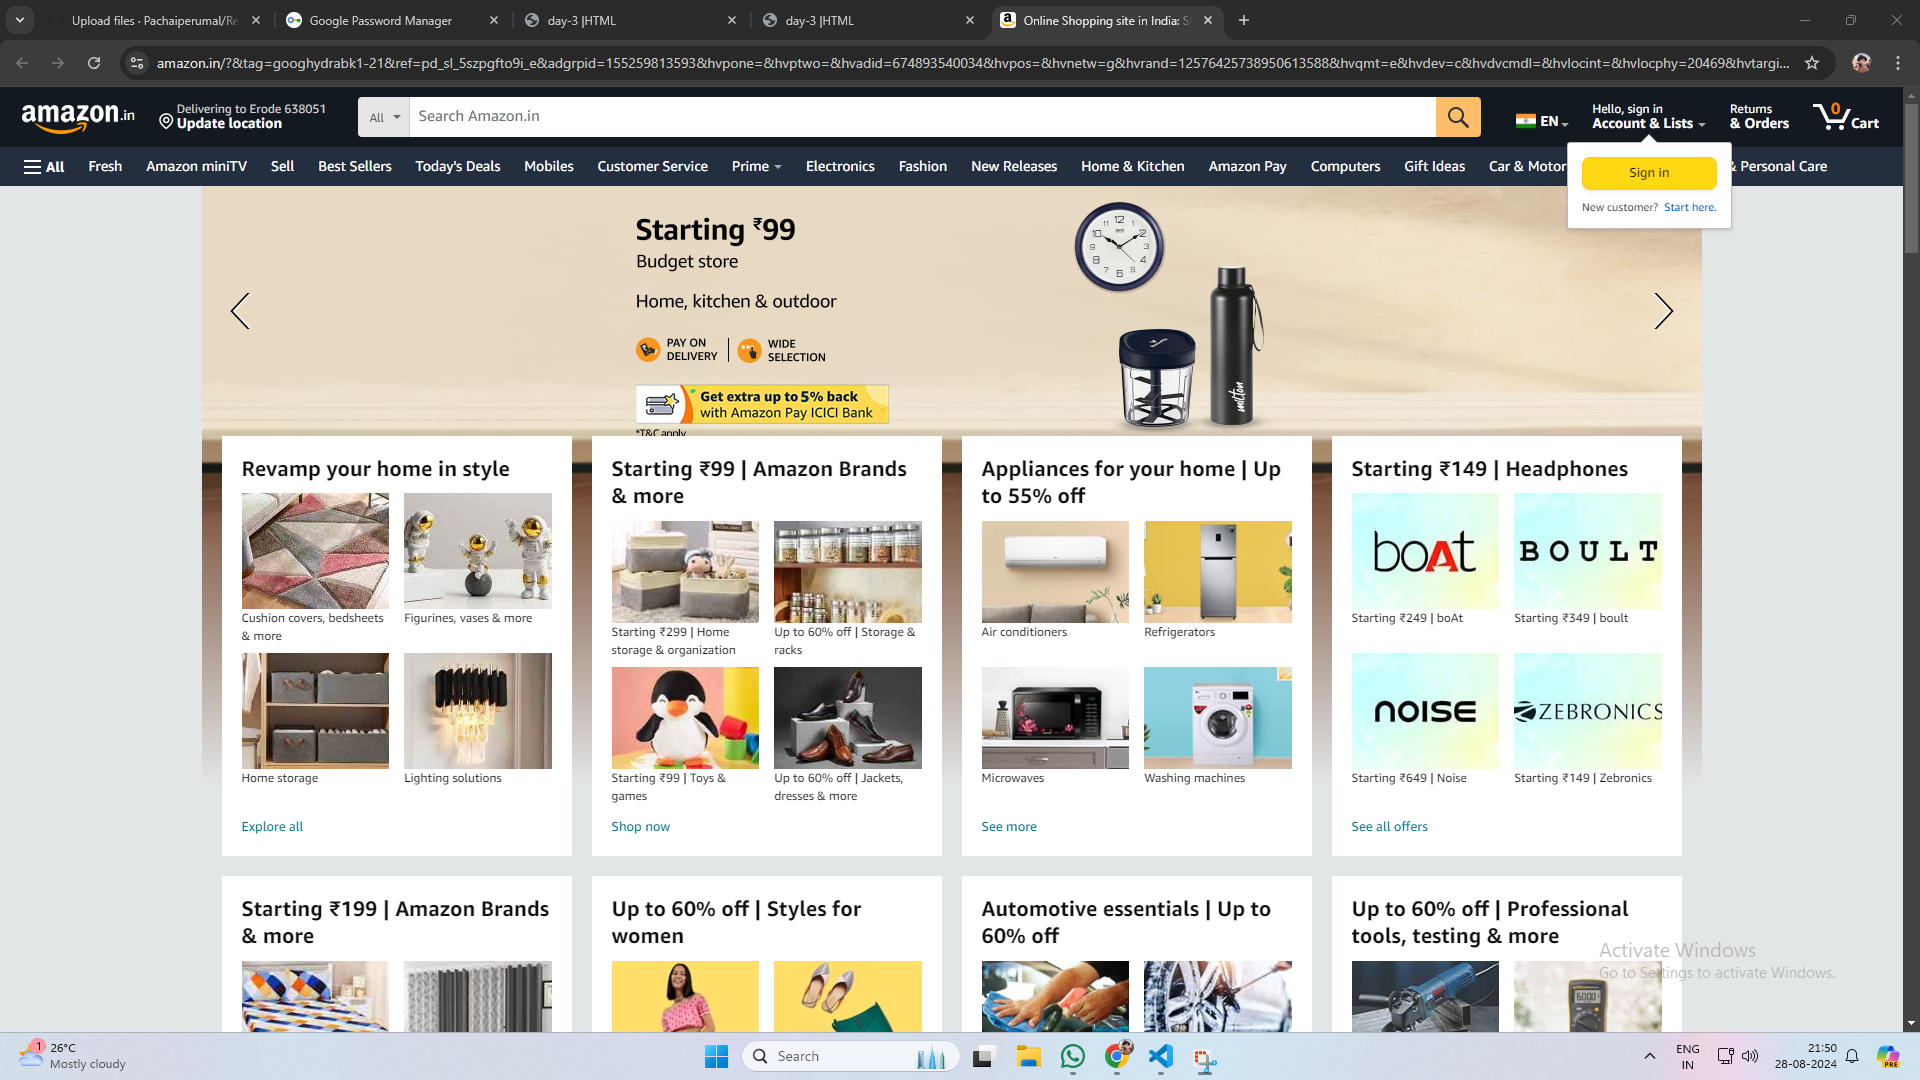 Upload files · Pachaiperumal/Re
Google Password Manager
day-3 |HTML
day-3 |HTML
Online Shopping site in India: S
amazon.in/?&tag=googhydrabk1-21&ref=pd_sl_5szpgfto9i_e&adgrpid=155259813593&hvpone=&hvptwo=&hvadid=674893540034&hvpos=&hvnetw=g&hvrand=12576425738950613588&hvqmt=e&hvdev=c&hvdvcmdl=&hvlocint=&hvlocphy=20469&hvtargi...
amazon.in
Delivering to Erode 638051
Update location
All
Search Amazon.in
EN
Hello, sign in
Account & Lists
Returns
& Orders
0
Cart
All
Fresh
Amazon miniTV
Sell
Best Sellers
Today's Deals
Mobiles
Customer Service
Prime
Electronics
Fashion
New Releases
Home & Kitchen
Amazon Pay
Computers
Gift Ideas
Car & Motor
& Personal Care
Sign in
New customer? Start here.
Starting ₹99
Budget store
Home, kitchen & outdoor
PAY ON
DELIVERY
WIDE
SELECTION
Get extra up to 5% back
with Amazon Pay ICICI Bank
*T&C apply
milton
Revamp your home in style
Cushion covers, bedsheets
& more
Figurines, vases & more
Home storage
Lighting solutions
Explore all
Starting ₹99 | Amazon Brands
& more
Starting ₹299 | Home
storage & organization
Up to 60% off | Storage &
racks
Starting ₹99 | Toys &
games
Up to 60% off | Jackets,
dresses & more
Shop now
Appliances for your home | Up
to 55% off
Air conditioners
Refrigerators
Microwaves
Washing machines
See more
Starting ₹149 | Headphones
boAt
BOULT
Starting ₹249 | boAt
Starting ₹349 | boult
noise
ZEBRONICS
Starting ₹649 | Noise
Starting ₹149 | Zebronics
See all offers
Starting ₹199 | Amazon Brands
& more
Up to 60% off | Styles for
women
Automotive essentials | Up to
60% off
Up to 60% off | Professional
tools, testing & more
Activate Windows
Go to Settings to activate Windows.
1
26°C
Mostly cloudy
Search
ENG
IN
21:50
28-08-2024
PRE